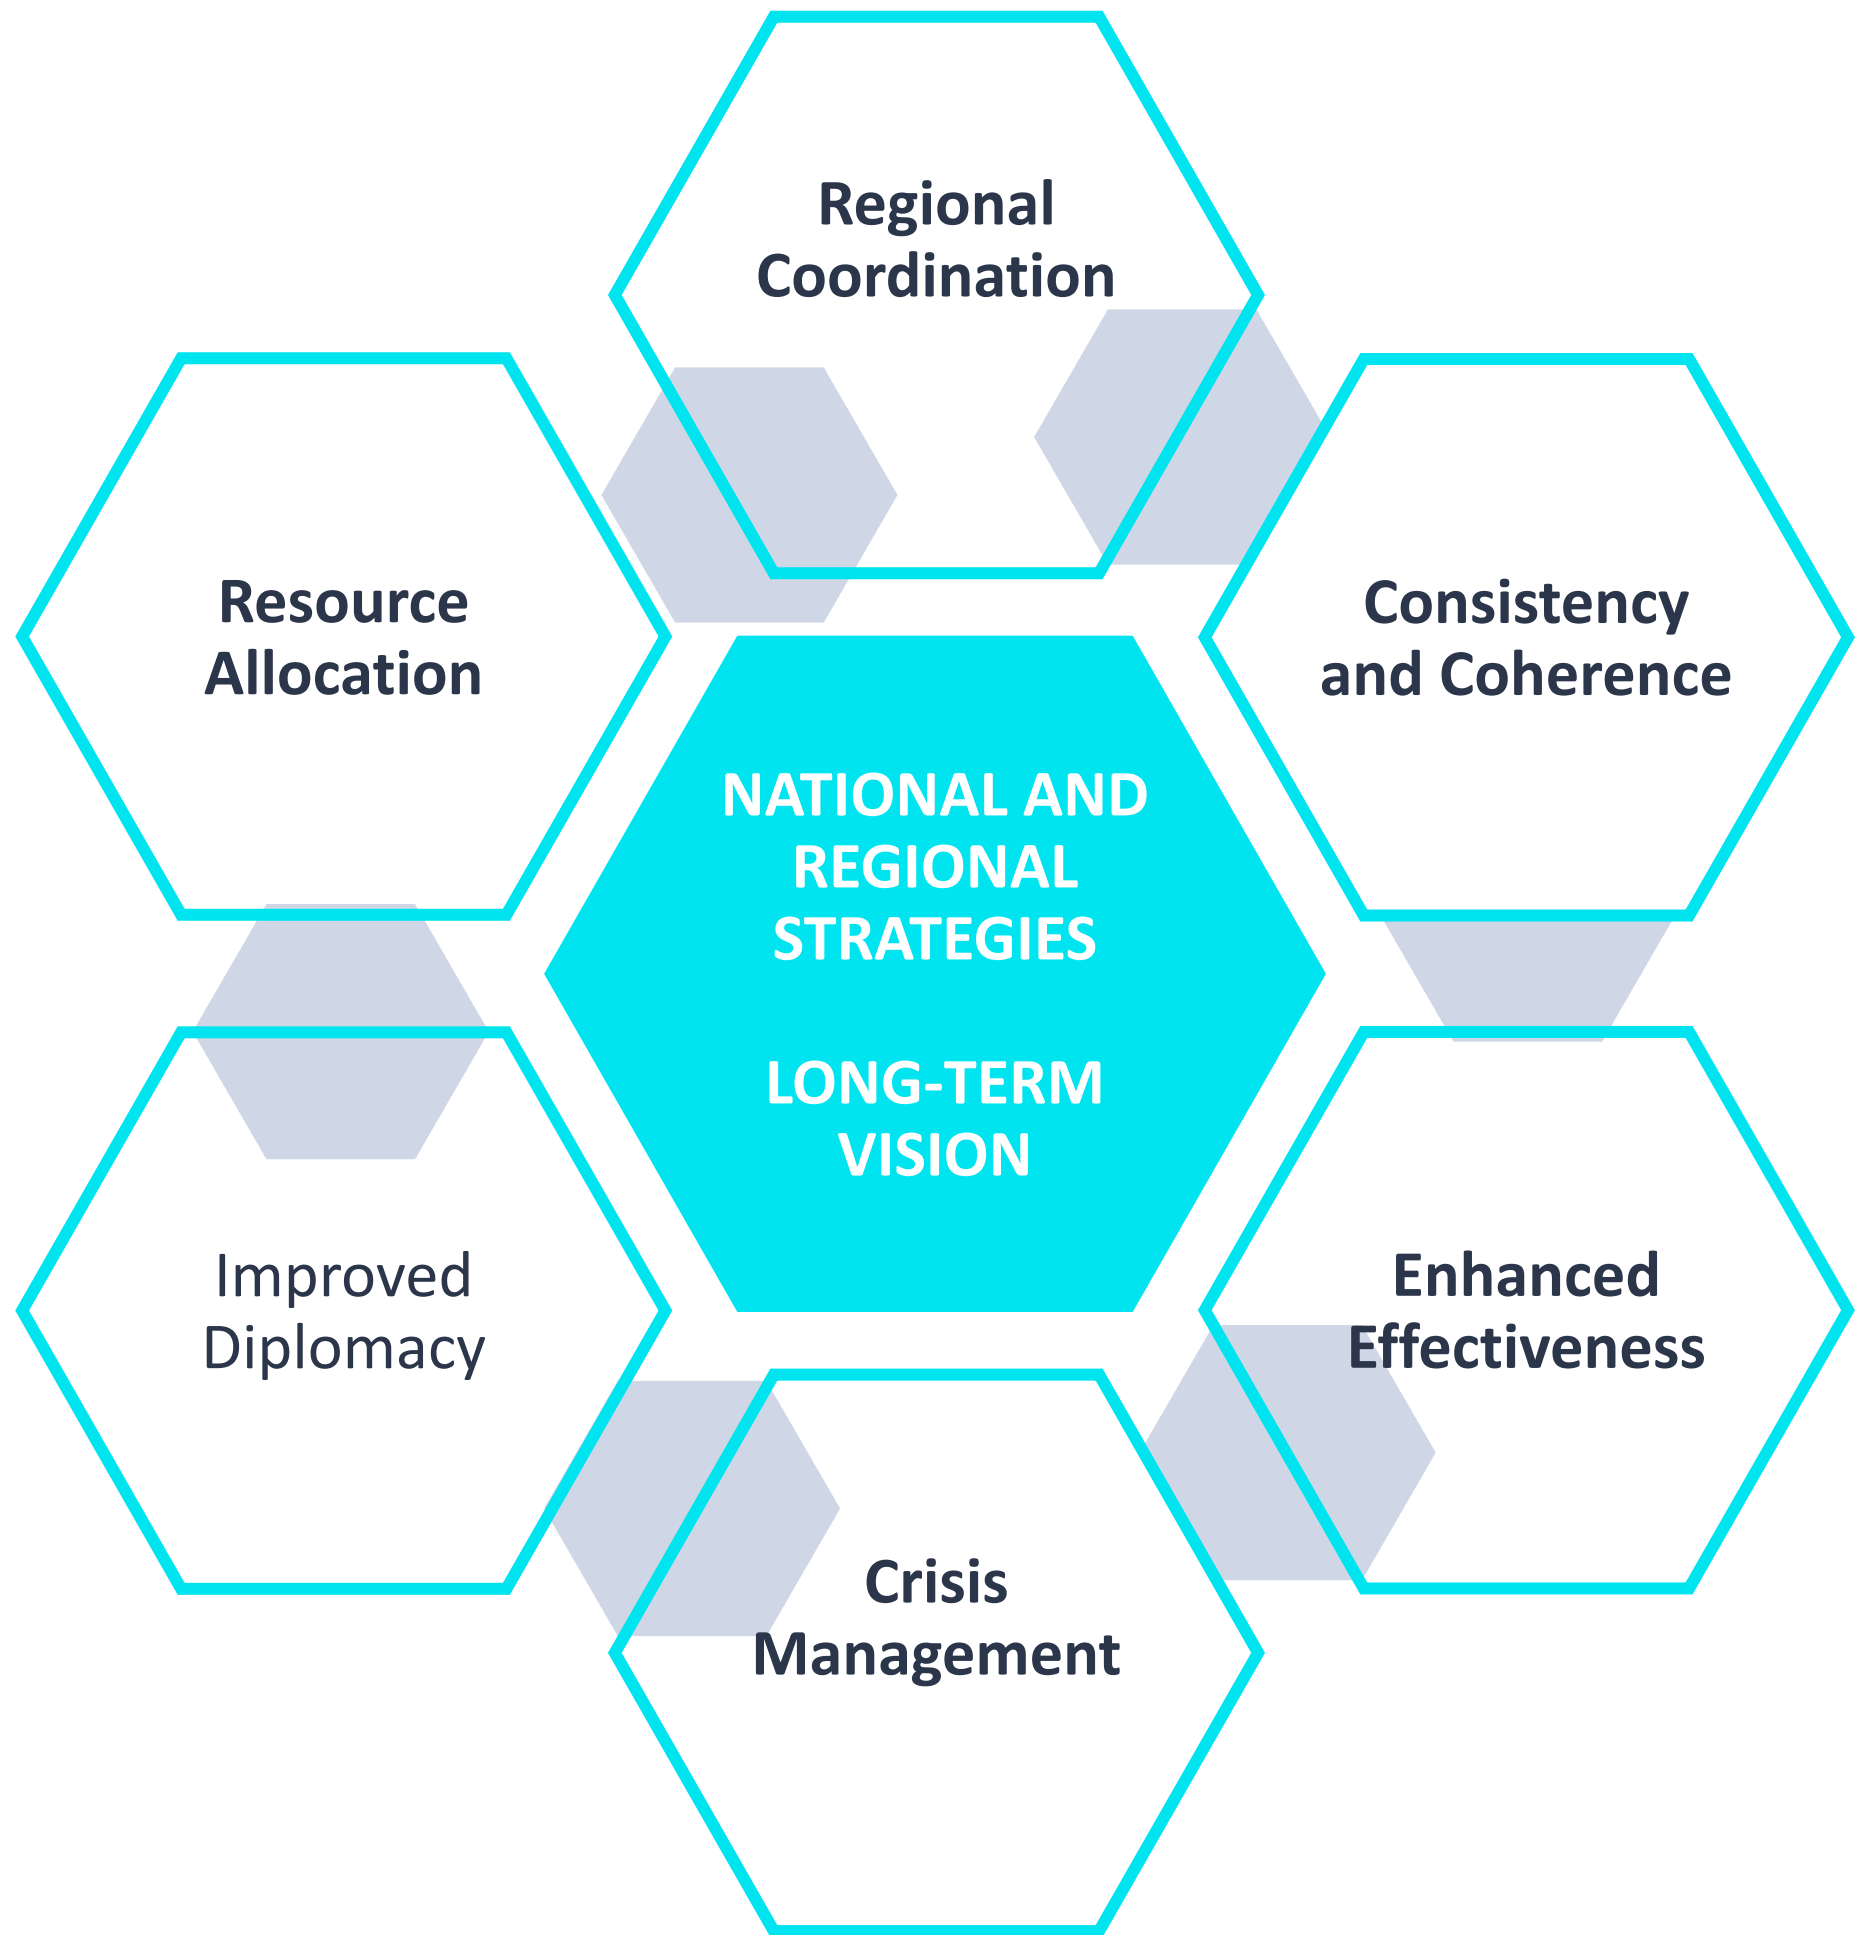 Regional
Coordination
Consistency
and Coherence
Enhanced
Effectiveness
Crisis
Management
Improved
Diplomacy
Resource
Allocation
NATIONAL AND
REGIONAL
STRATEGIES
LONG-TERM
VISION